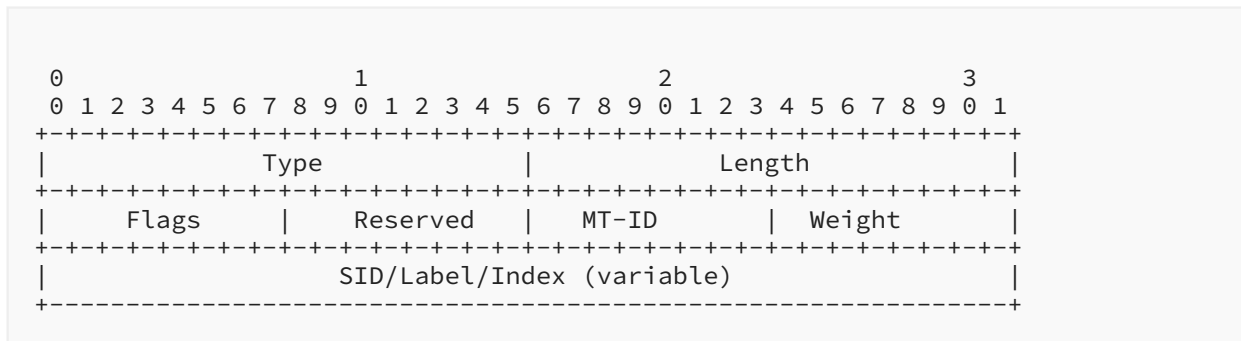 0                   1                   2                   3
 0 1 2 3 4 5 6 7 8 9 0 1 2 3 4 5 6 7 8 9 0 1 2 3 4 5 6 7 8 9 0 1
+-+-+-+-+-+-+-+-+-+-+-+-+-+-+-+-+-+-+-+-+-+-+-+-+-+-+-+-+-+-+-+-+
|              Type             |            Length             |
+-+-+-+-+-+-+-+-+-+-+-+-+-+-+-+-+-+-+-+-+-+-+-+-+-+-+-+-+-+-+-+-+
|     Flags     |    Reserved   |   MT-ID       |  Weight       |
+-+-+-+-+-+-+-+-+-+-+-+-+-+-+-+-+-+-+-+-+-+-+-+-+-+-+-+-+-+-+-+-+
|                   SID/Label/Index (variable)                  |
+---------------------------------------------------------------+